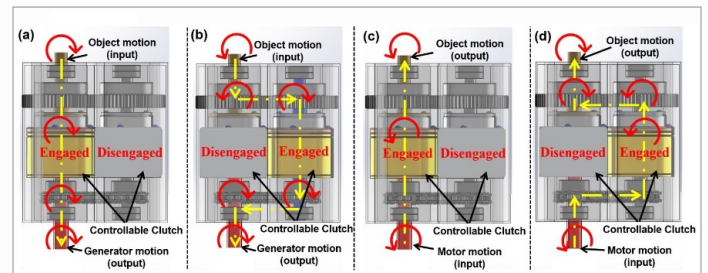 (a)
Object motion
(input)
Engaged
Disengaged
Controllable Clutch
Generator motion
(output)
(b)
Object motion
(input)
Disengaged
Engaged
Controllable Clutch
Generator motion
(output)
(c)
Object motion
(output)
Engaged
Disengaged
Controllable Clutch
Motor motion
(input)
(d)
Object motion
(output)
Disengaged
Engaged
Controllable Clutch
Motor motion
(input)